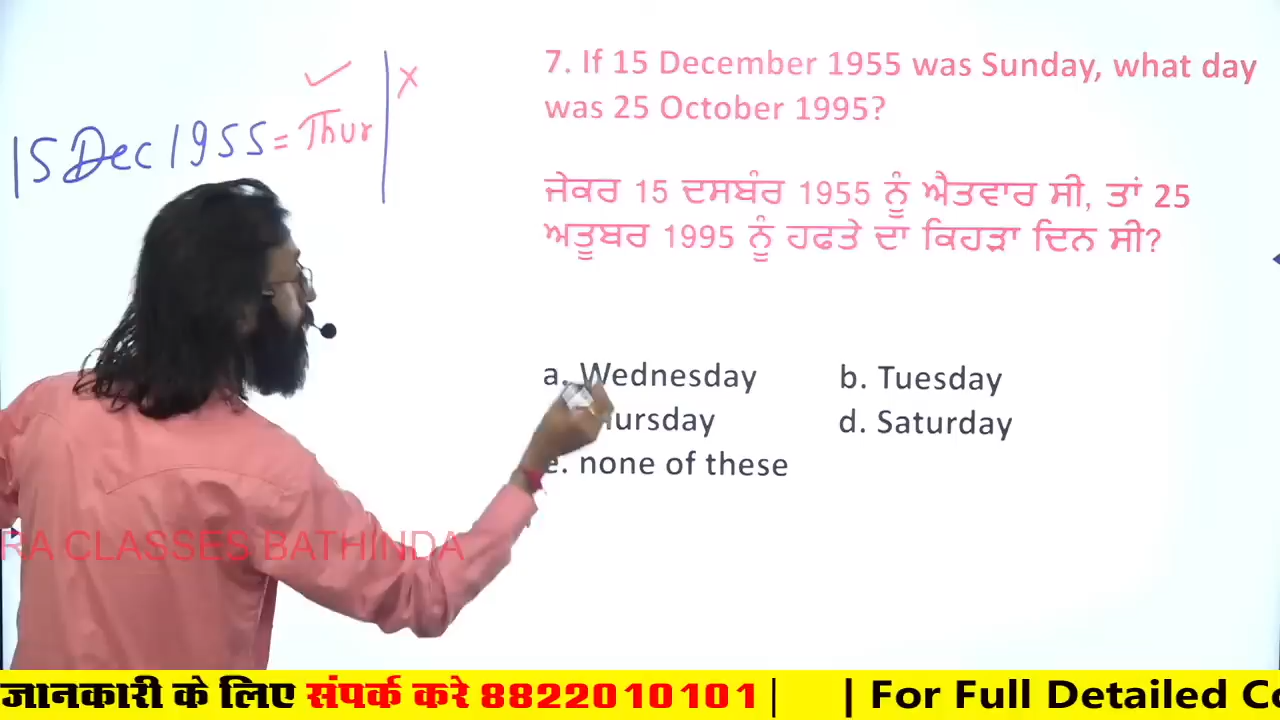 7. If 15 December 1955 was Sunday, what day
was 25 October 1995?
✓ x
15 Dec 1955 = Thur
ਜੇਕਰ 15 ਦਸਬੰਰ 1955 ਨੂੰ ਐਤਵਾਰ ਸੀ, ਤਾਂ 25
ਅਤੂਬਰ 1995 ਨੂੰ ਹਫਤੇ ਦਾ ਕਿਹੜਾ ਦਿਨ ਸੀ?
a. Wednesday b. Tuesday
hursday d. Saturday
e. none of these
RA CLASSES BATHINDA
जानकारी के लिए संपर्क करे 8822010101 | | For Full Detailed Co